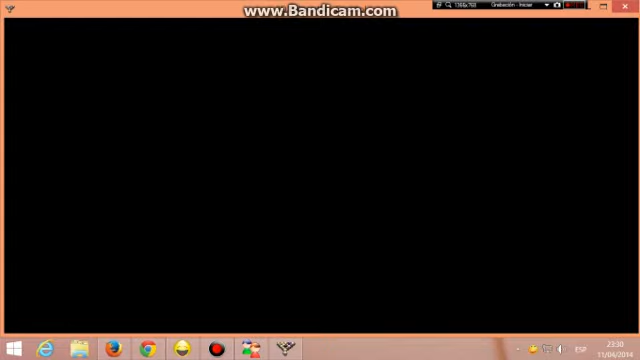 www.Bandicam.com
1366x768 Grabación - Iniciar
ESP
23:30
11/04/2014